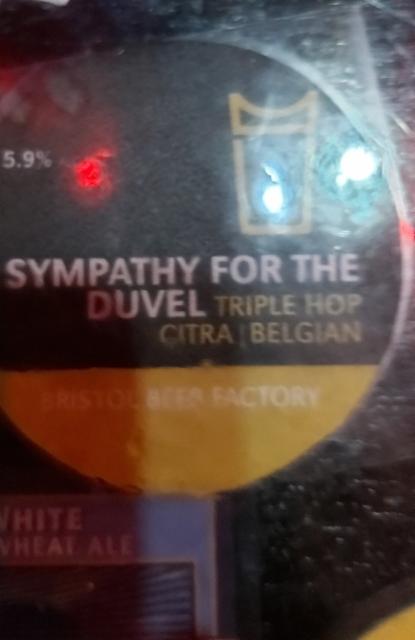 5.9%
SYMPATHY FOR THE
DUVEL TRIPLE HOP
CITRA | BELGIAN
BRISTOL BEER FACTORY
WHITE
WHEAT ALE